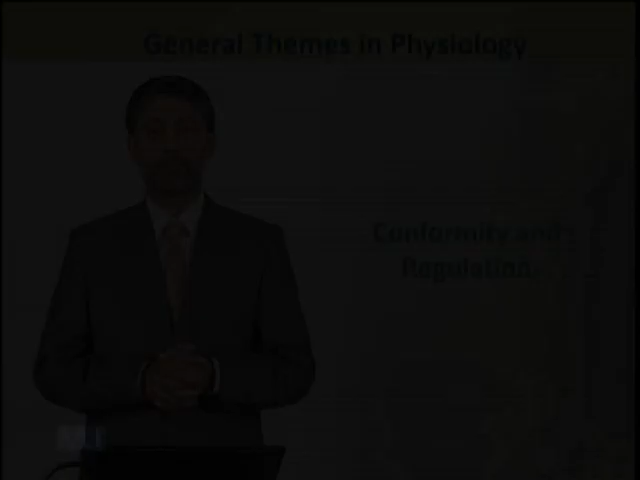 General Themes in Physiology
Conformity and
Regulation